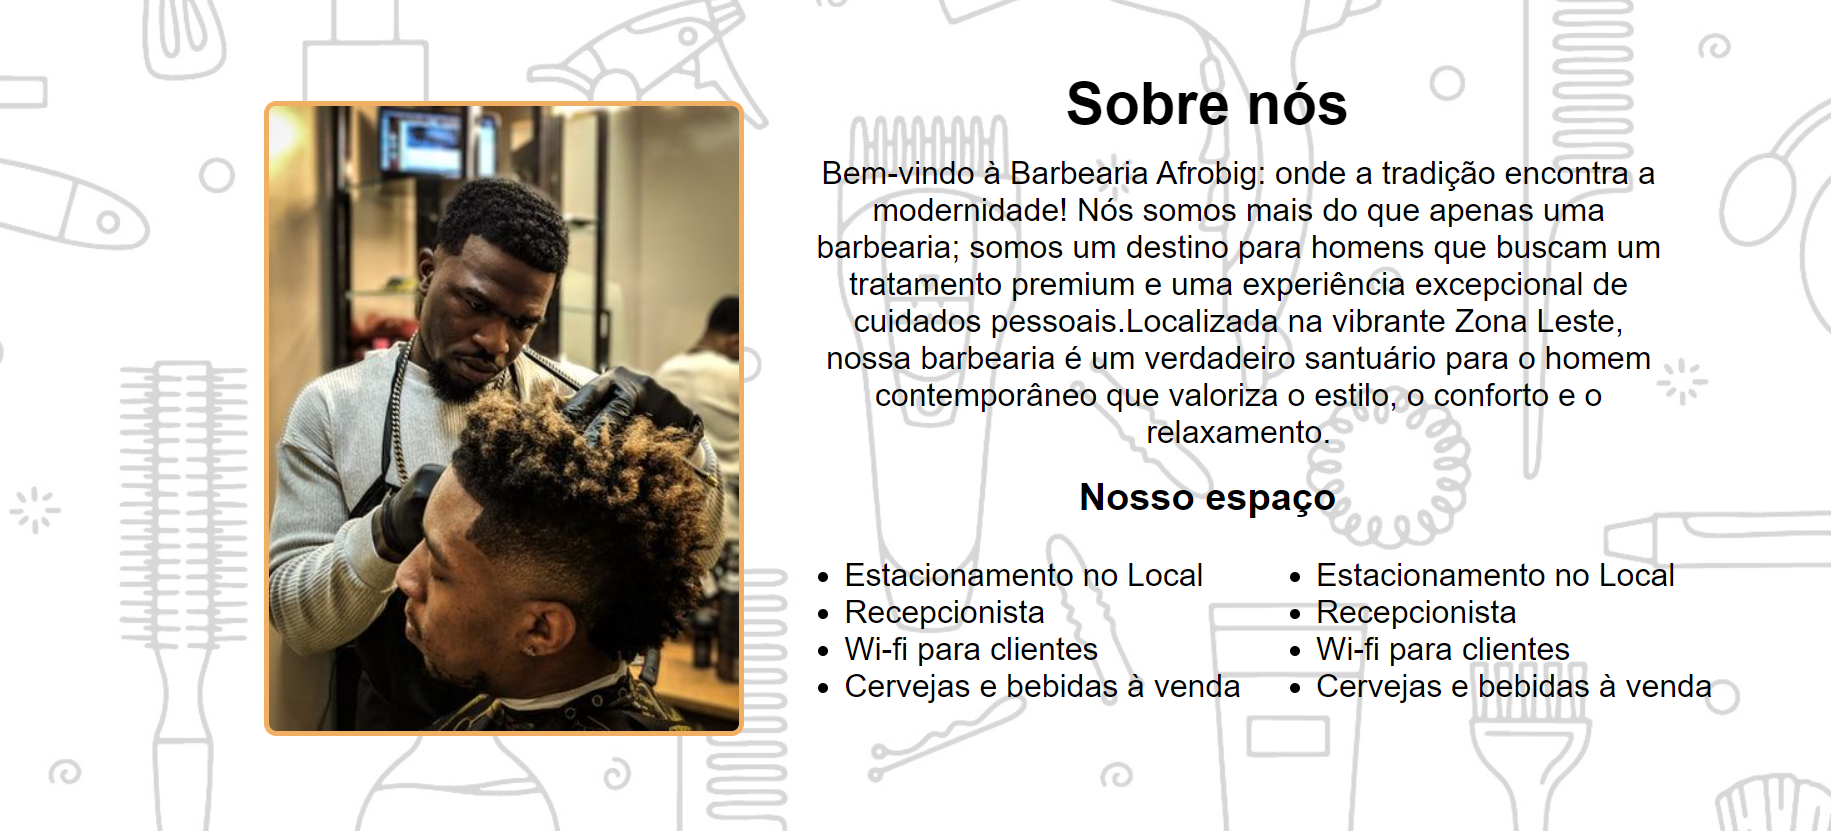 Sobre nós
Bem-vindo à Barbearia Afrobig: onde a tradição encontra a
modernidade! Nós somos mais do que apenas uma
barbearia; somos um destino para homens que buscam um
tratamento premium e uma experiência excepcional de
cuidados pessoais.Localizada na vibrante Zona Leste,
nossa barbearia é um verdadeiro santuário para o homem
contemporâneo que valoriza o estilo, o conforto e o
relaxamento.
Nosso espaço
• Estacionamento no Local
• Recepcionista
• Wi-fi para clientes
• Cervejas e bebidas à venda
• Estacionamento no Local
• Recepcionista
• Wi-fi para clientes
• Cervejas e bebidas à venda